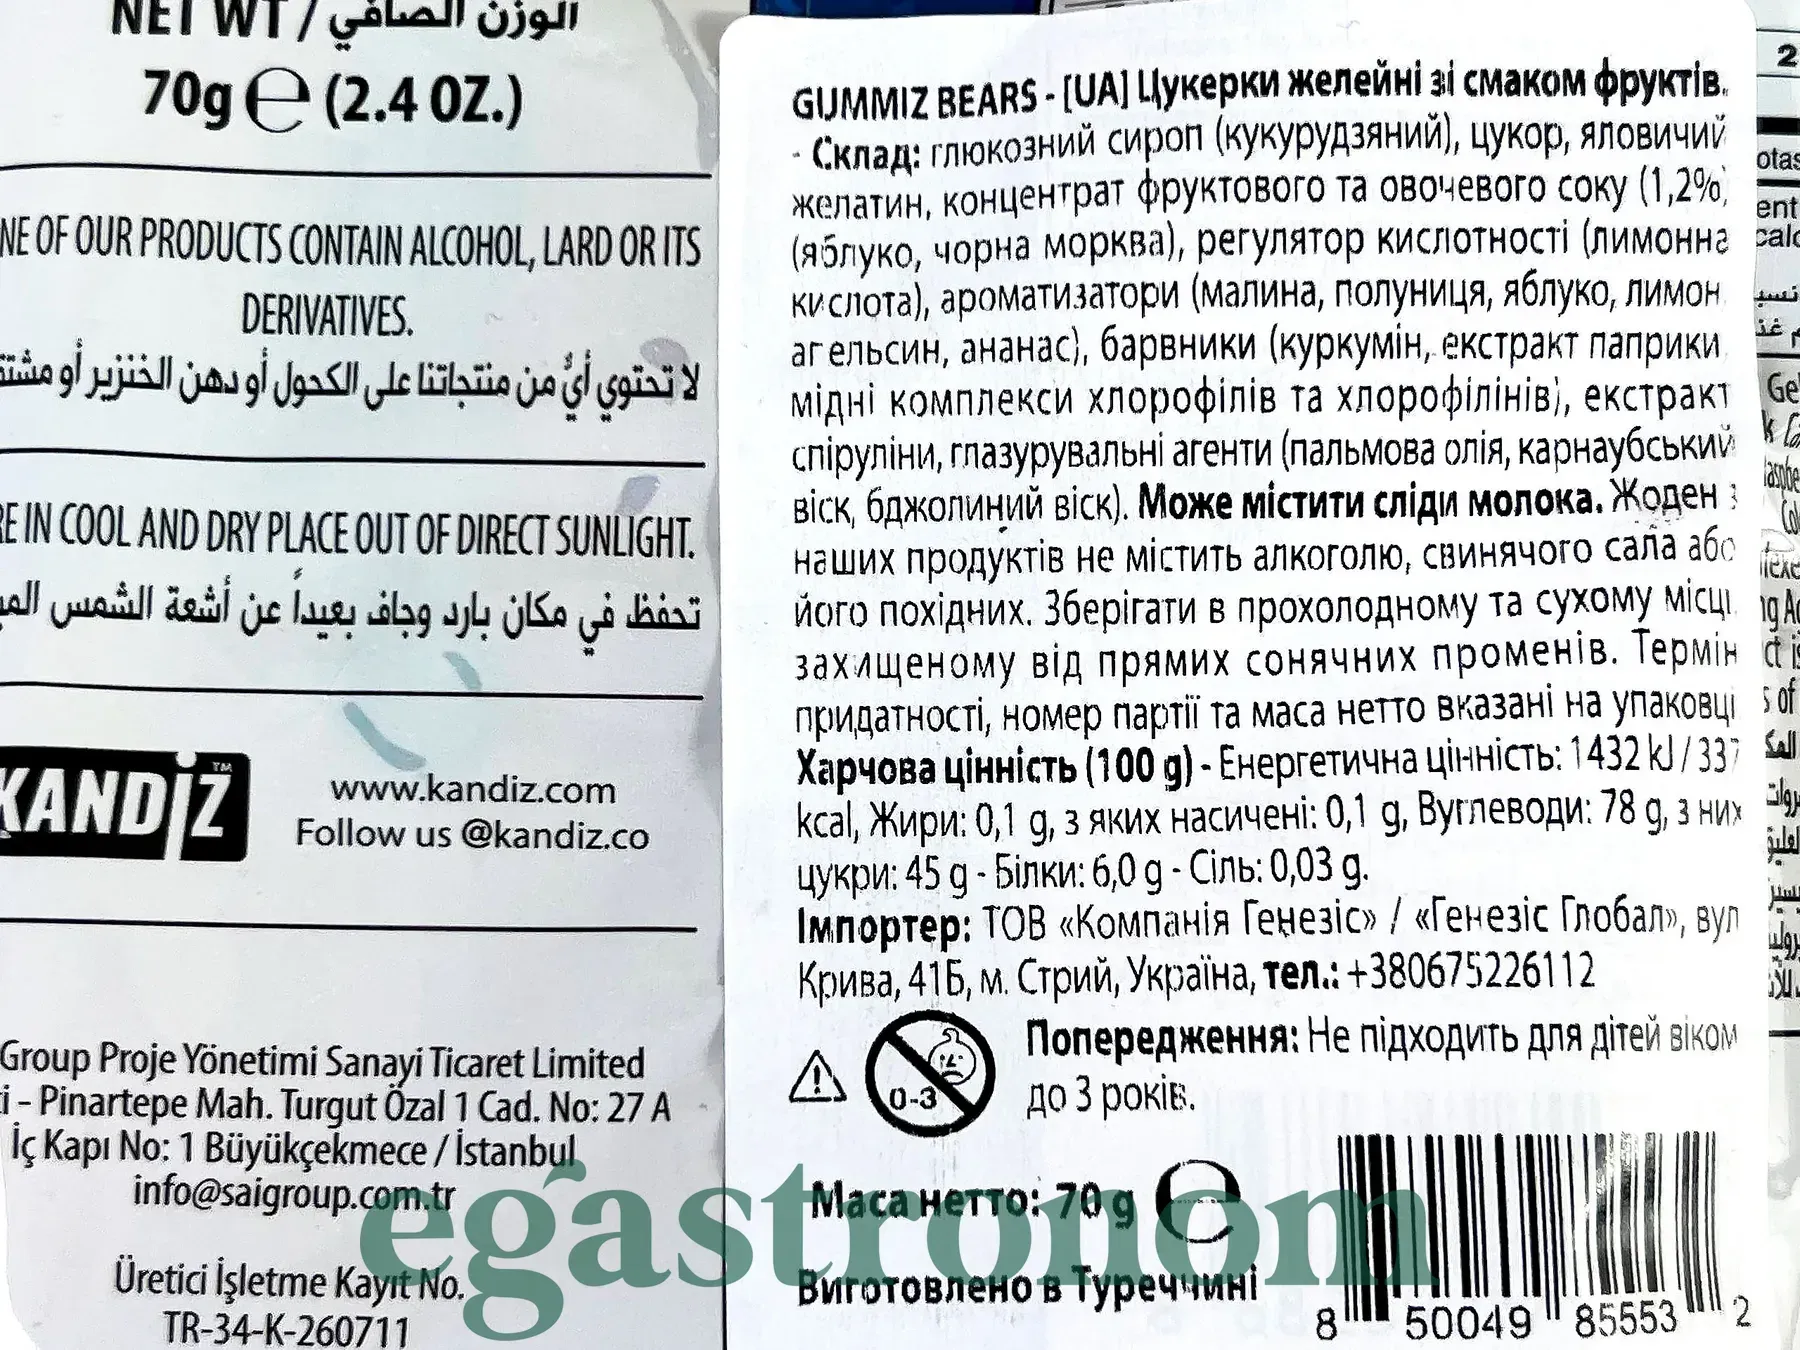 NET WT / الوزن الصافي
70g e (2.4 OZ.)
NE OF OUR PRODUCTS CONTAIN ALCOHOL, LARD OR ITS
DERIVATIVES.
لا تحتوي أيٌّ من منتجاتنا على الكحول أو دهن الخنزير أو
RE IN COOL AND DRY PLACE OUT OF DIRECT SUNLIGHT.
تحفظ في مكان بارد وجاف بعيداً عن أشعة الشمس
KANDİZ™
www.kandiz.com
Follow us @kandiz.co
Group Proje Yönetimi Sanayi Ticaret Limited
i – Pinartepe Mah. Turgut Özal 1 Cad. No: 27 A
İç Kapı No: 1 Büyükçekmece / İstanbul
info@saigroup.com.tr
Üretici İşletme Kayıt No.
TR-34-K-260711
GUMMIZ BEARS - [UA] Цукерки желейні зі смаком фруктів.
- Склад: глюкозний сироп (кукурудзяний), цукор, яловичий
желатин, концентрат фруктового та овочевого соку (1,2%)
(яблуко, чорна морква), регулятор кислотності (лимонна
кислота), ароматизатори (малина, полуниця, яблуко, лимон
апельсин, ананас), барвники (куркумін, екстракт паприки
мідні комплекси хлорофілів та хлорофілінів), екстракт
спіруліни, глазурувальні агенти (пальмова олія, карнаубський
віск, бджолиний віск). Може містити сліди молока. Жоден з
наших продуктів не містить алкоголю, свинячого сала або
його похідних. Зберігати в прохолодному та сухому місці
захищеному від прямих сонячних променів. Термін
придатності, номер партії та маса нетто вказані на упаковці
Харчова цінність (100 g) - Енергетична цінність: 1432 kJ / 337
kcal, Жири: 0,1 g, з яких насичені: 0,1 g, Вуглеводи: 78 g, з них
цукри: 45 g - Білки: 6,0 g - Сіль: 0,03 g.
Імпортер: ТОВ «Компанія Генезіс» / «Генезіс Глобал», вул
Крива, 41Б, м. Стрий, Україна, тел.: +380675226112
0-3
Попередження: Не підходить для дітей віком
до 3 років.
Маса нетто: 70 g e
Виготовлено в Туреччині
8 50049 85553 2
egastronom